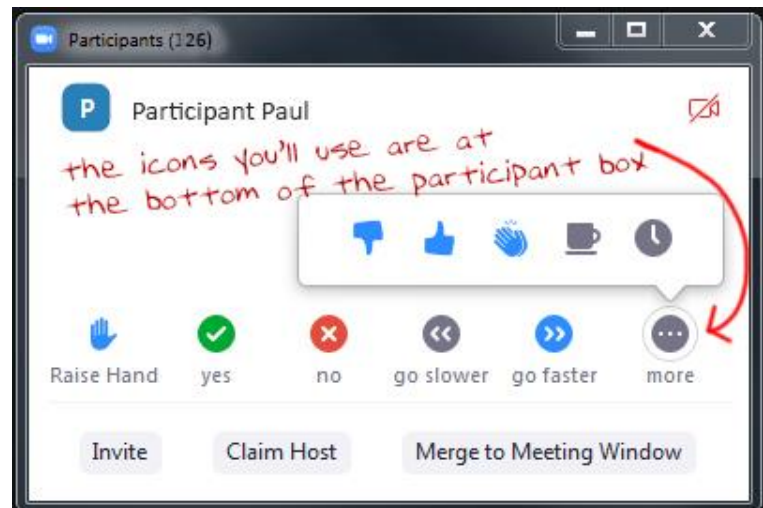 Participants (126)
P Participant Paul
the icons you'll use are at
the bottom of the participant box
Raise Hand yes no go slower go faster more
Invite Claim Host Merge to Meeting Window